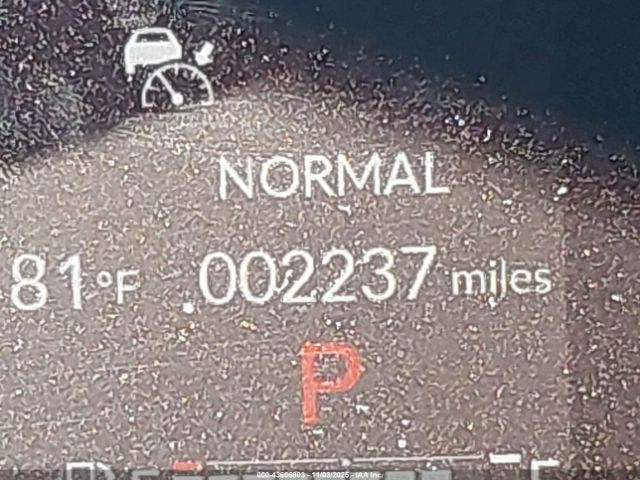 NORMAL
81°F 002237 miles
P
E F
000-43606603 - 11/03/2025 - IAA Inc.